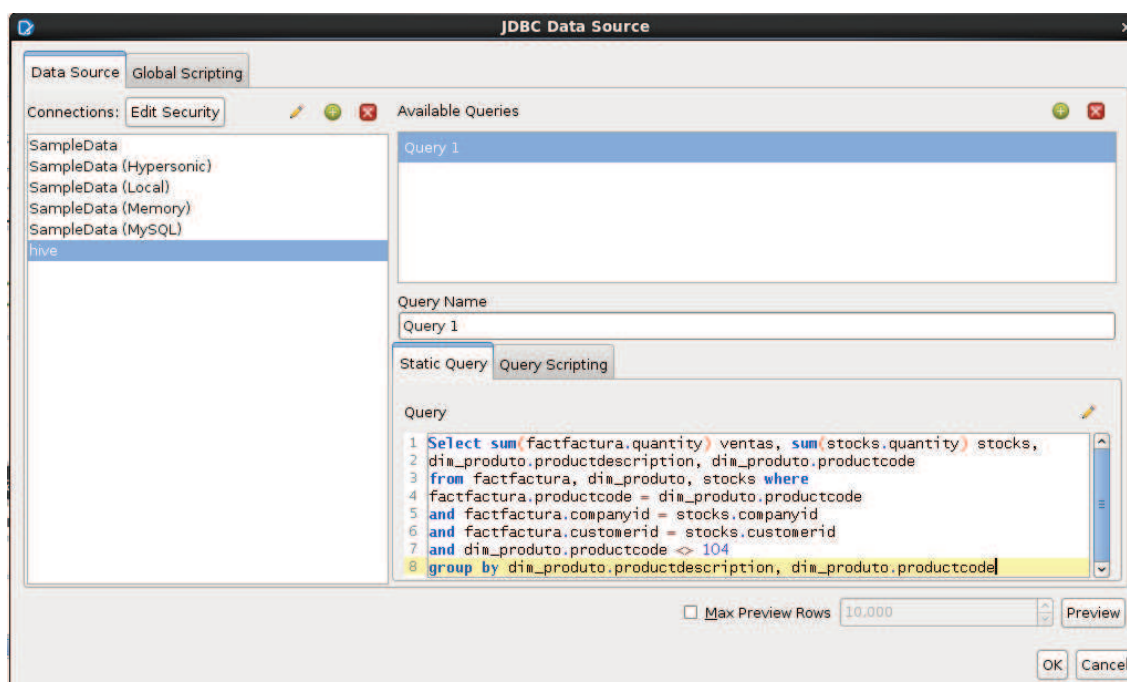 JDBC Data Source
Data Source Global Scripting
Connections: Edit Security
SampleData
SampleData (Hypersonic)
SampleData (Local)
SampleData (Memory)
SampleData (MySQL)
hive
Available Queries
Query 1
Query Name
Query 1
Static Query Query Scripting
Query
1 Select sum(factfactura.quantity) ventas, sum(stocks.quantity) stocks,
2 dim_produto.productdescription, dim_produto.productcode
3 from factfactura, dim_produto, stocks where
4 factfactura.productcode = dim_produto.productcode
5 and factfactura.companyid = stocks.companyid
6 and factfactura.customerid = stocks.customerid
7 and dim_produto.productcode <> 104
8 group by dim_produto.productdescription, dim_produto.productcode
Max Preview Rows 10,000 Preview
OK Cancel